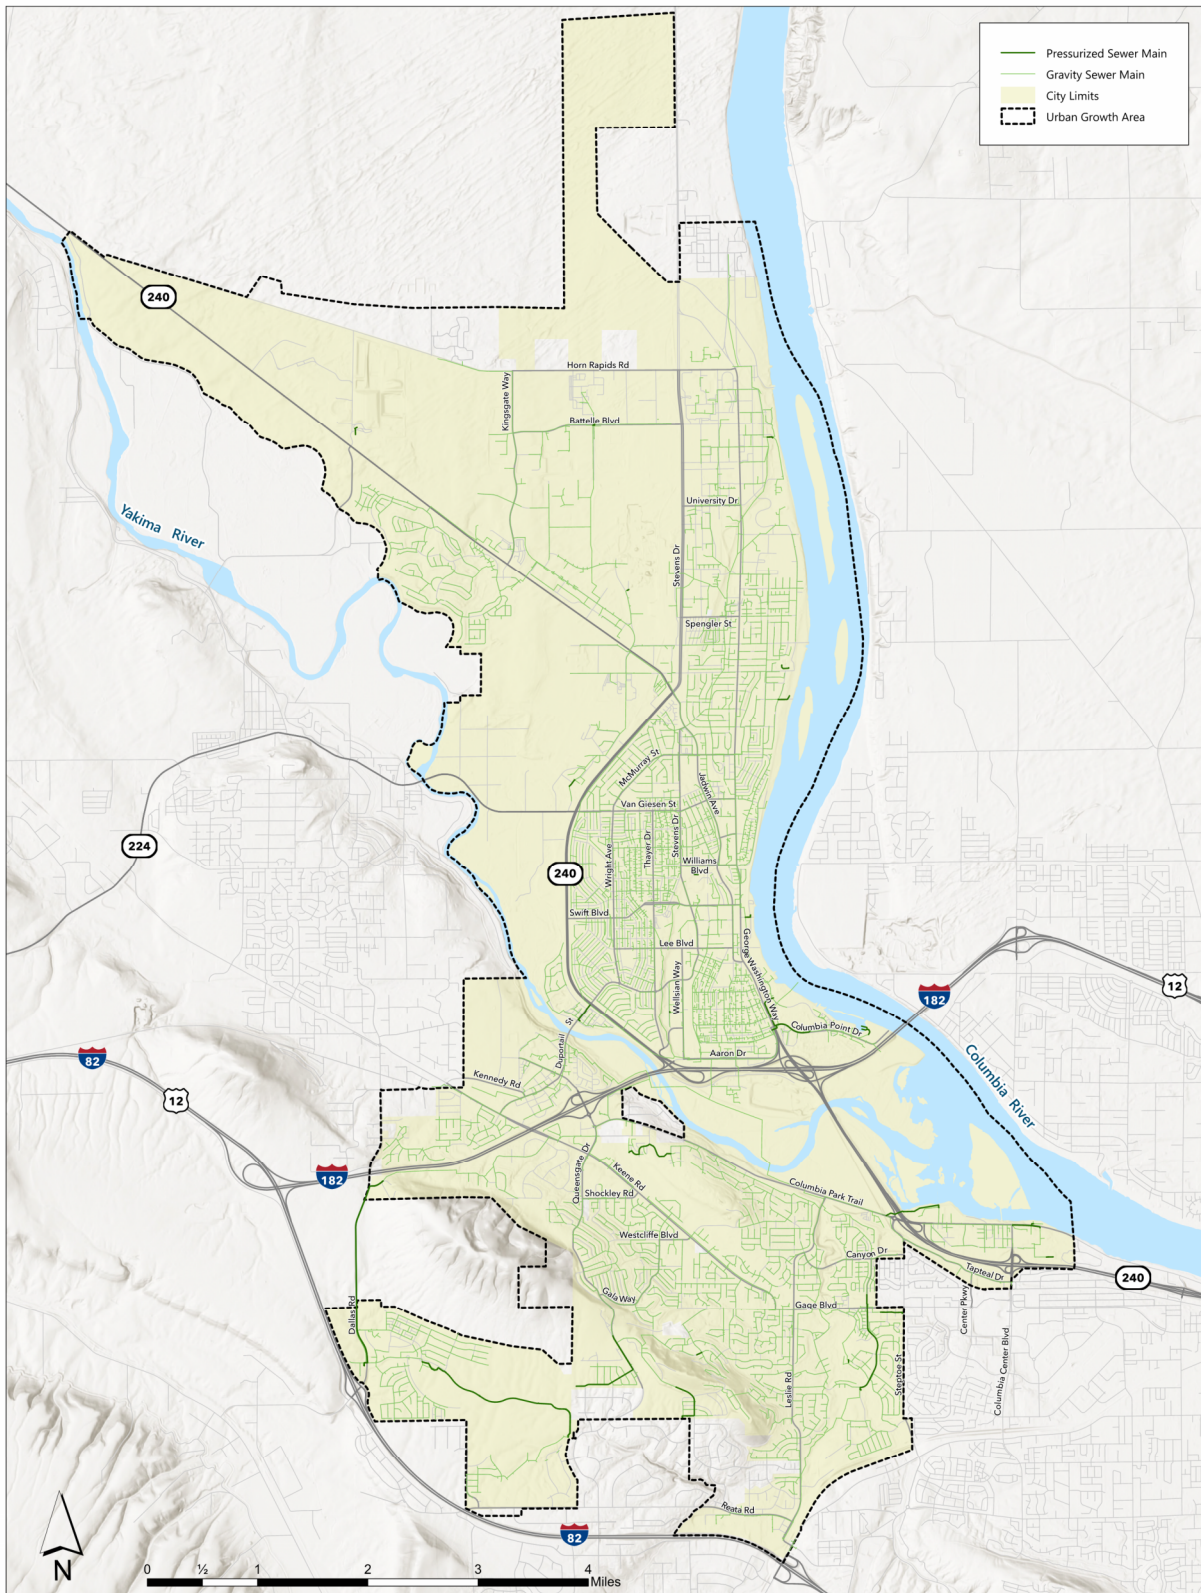 Pressurized Sewer Main
Gravity Sewer Main
City Limits
Urban Growth Area
240
Horn Rapids Rd
Kingsgate Way
Battelle Blvd
University Dr
Yakima River
Stevens Dr
Spengler St
McMurray St
Jadwin Ave
Van Giesen St
224
240
Wright Ave
Thayer Dr
Stevens Dr
Williams
Blvd
Swift Blvd
Lee Blvd
George Washington Way
Wellsian Way
182
12
Columbia Point Dr
Duportail St
Aaron Dr
82
Kennedy Rd
12
Columbia River
182
Queensgate Dr
Keene Rd
Shockley Rd
Columbia Park Trail
Westcliffe Blvd
Canyon Dr
Tapteal Dr
240
Gala Way
Gage Blvd
Dallas Rd
Center Pkwy
Columbia Center Blvd
Leslie Rd
Steptoe St
Reata Rd
82
N
0 ½ 1 2 3 4
Miles